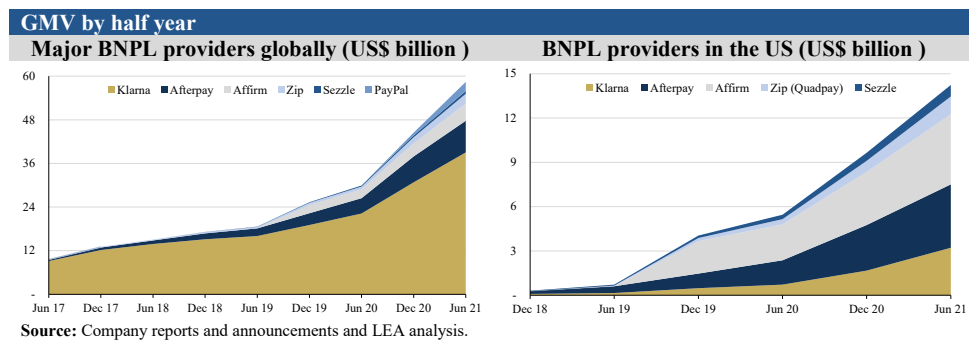 GMV by half year
Major BNPL providers globally (US$ billion )
BNPL providers in the US (US$ billion )
60
48
36
24
12
-
Klarna Afterpay Affirm Zip Sezzle PayPal
Jun 17 Dec 17 Jun 18 Dec 18 Jun 19 Dec 19 Jun 20 Dec 20 Jun 21
15
12
9
6
3
-
Klarna Afterpay Affirm Zip (Quadpay) Sezzle
Dec 18 Jun 19 Dec 19 Jun 20 Dec 20 Jun 21
Source: Company reports and announcements and LEA analysis.